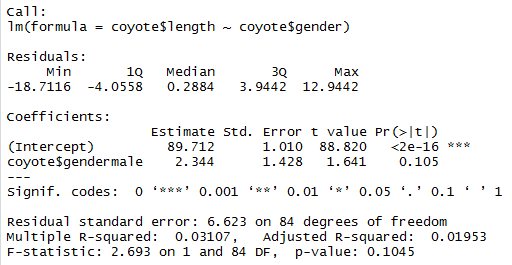 Call:
lm(formula = coyote$length ~ coyote$gender)
Residuals:
Min 1Q Median 3Q Max
-18.7116 -4.0558 0.2884 3.9442 12.9442
Coefficients:
Estimate Std. Error t value Pr(>|t|)
(Intercept) 89.712 1.010 88.820 <2e-16 ***
coyote$gendermale 2.344 1.428 1.641 0.105
---
Signif. codes: 0 ‘***’ 0.001 ‘**’ 0.01 ‘*’ 0.05 ‘.’ 0.1 ‘ ’ 1
Residual standard error: 6.623 on 84 degrees of freedom
Multiple R-squared: 0.03107, Adjusted R-squared: 0.01953
F-statistic: 2.693 on 1 and 84 DF, p-value: 0.1045